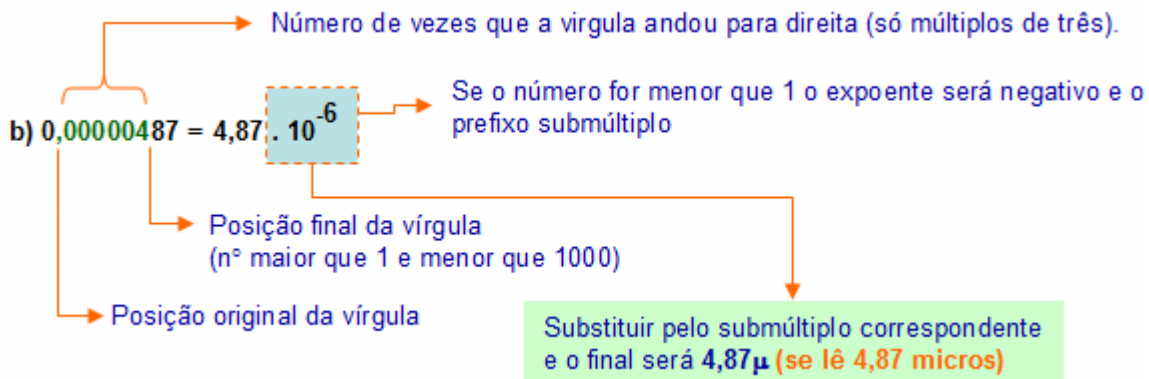 Número de vezes que a virgula andou para direita (só múltiplos de três).
Se o número for menor que 1 o expoente será negativo e o
prefixo submúltiplo
b) 0,00000487 = 4,87 . 10⁻⁶
Posição final da vírgula
(nº maior que 1 e menor que 1000)
Posição original da vírgula
Substituir pelo submúltiplo correspondente
e o final será 4,87μ (se lê 4,87 micros)